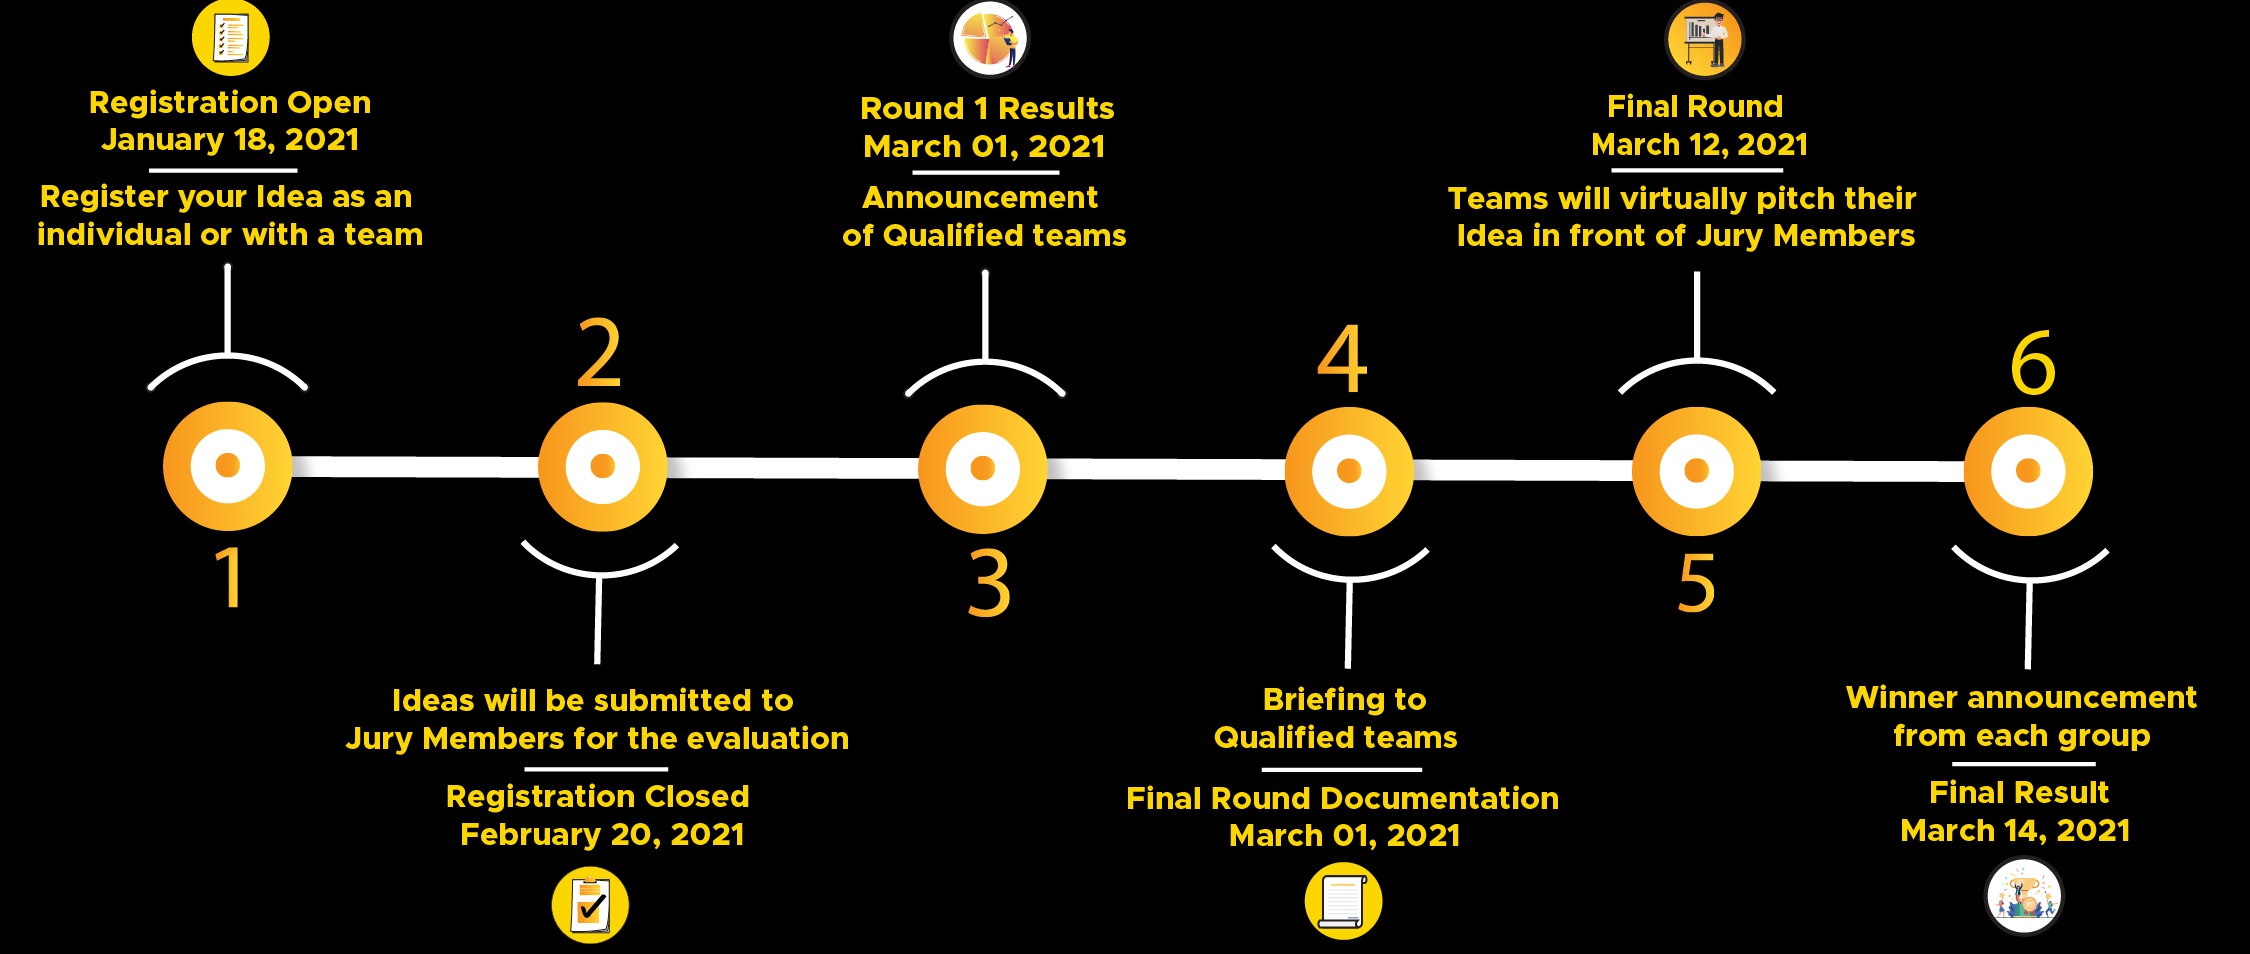 Registration Open
January 18, 2021
Register your Idea as an
individual or with a team
1
2
Ideas will be submitted to
Jury Members for the evaluation
Registration Closed
February 20, 2021
Round 1 Results
March 01, 2021
Announcement
of Qualified teams
3
4
Briefing to
Qualified teams
Final Round Documentation
March 01, 2021
Final Round
March 12, 2021
Teams will virtually pitch their
Idea in front of Jury Members
5
6
Winner announcement
from each group
Final Result
March 14, 2021